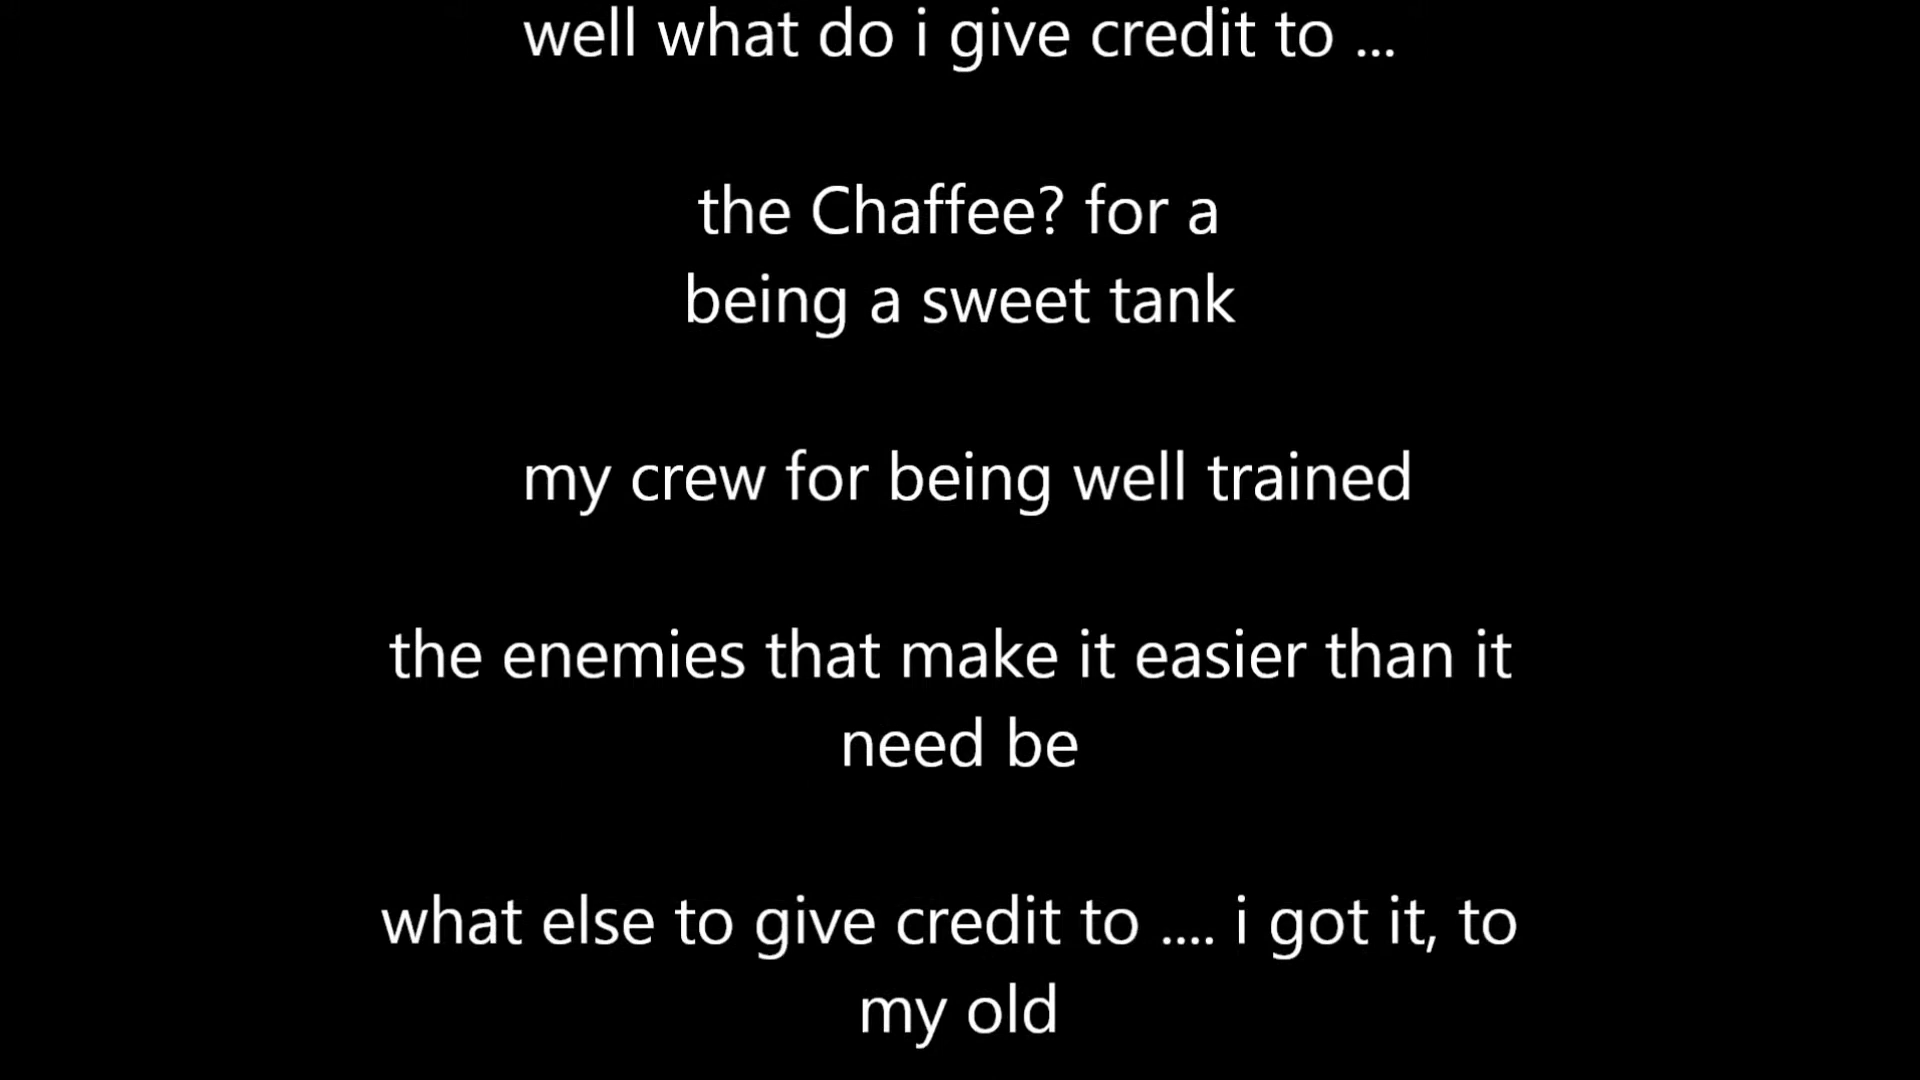 well what do i give credit to ...
the Chaffee? for a
being a sweet tank
my crew for being well trained
the enemies that make it easier than it
need be
what else to give credit to .... i got it, to
my old